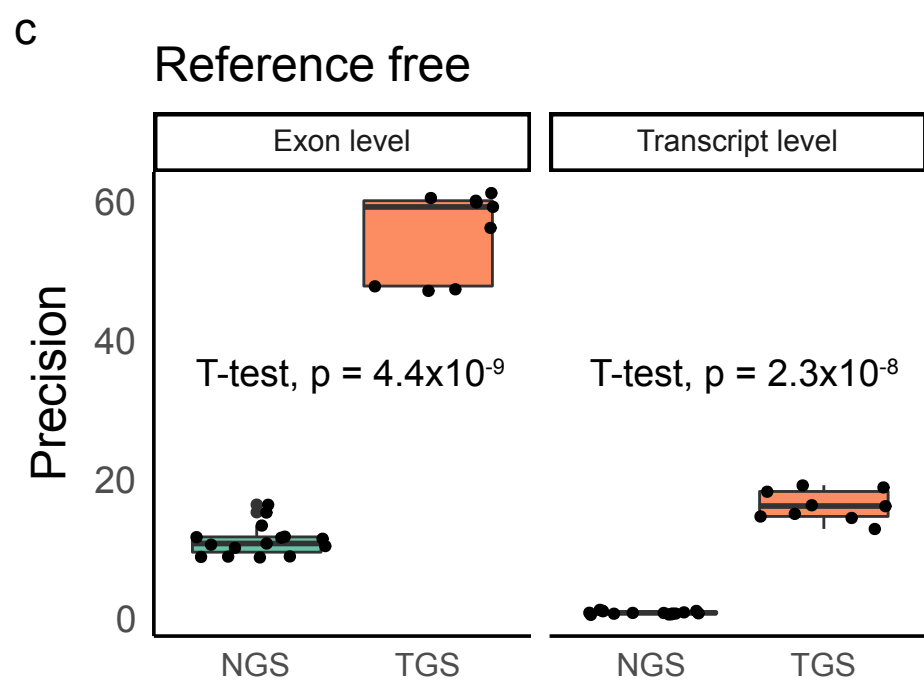 c
Reference free
Exon level
Transcript level
Precision
60
40
20
0
T-test, p = 4.4x10⁻⁹
T-test, p = 2.3x10⁻⁸
NGS
TGS
NGS
TGS